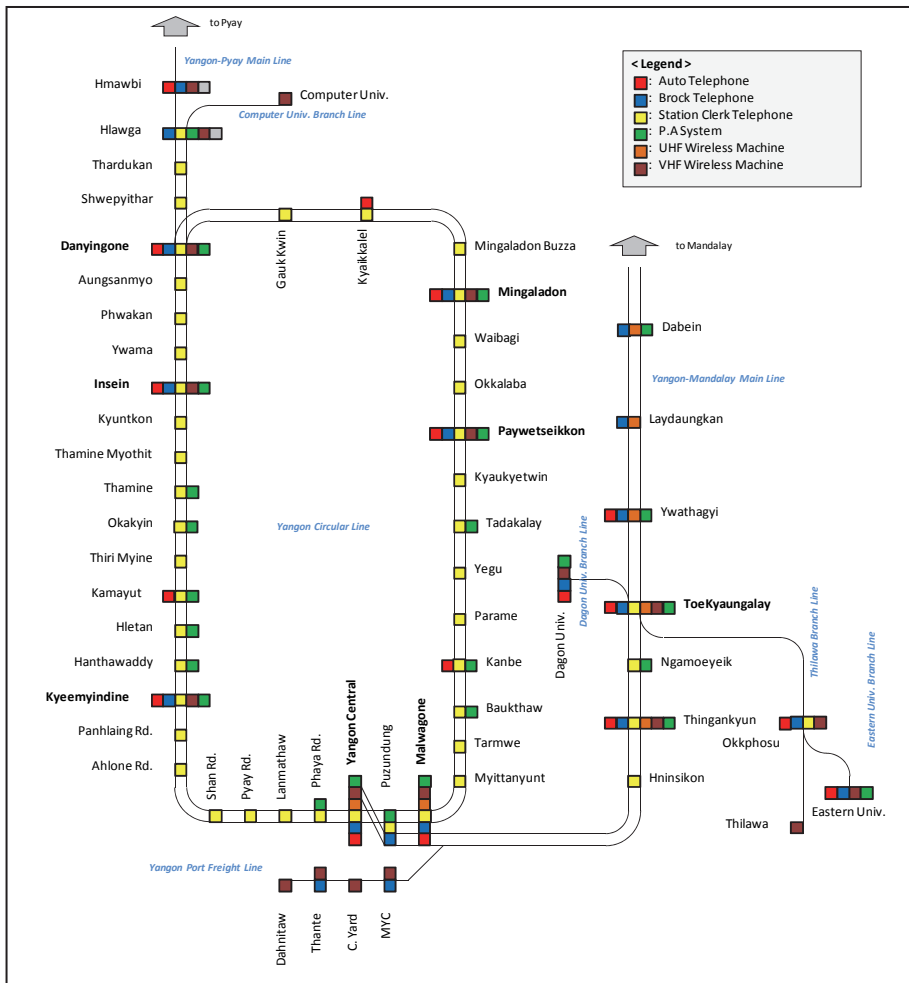 to Pyay
Yangon-Pyay Main Line
Hmawbi
Computer Univ.
Computer Univ. Branch Line
Hlawga
Thardukan
Shwepyithar
Danyingone
Gauk Kwin
Kyaikkalel
Aungsanmyo
Phwakan
Ywama
Insein
Kyuntkon
Thamine Myothit
Thamine
Okakyin
Thiri Myine
Kamayut
Hletan
Hanthawaddy
Kyeemyindine
Panhlaing Rd.
Ahlone Rd.
Shan Rd.
Pyay Rd.
Lanmathaw
Phaya Rd.
Yangon Central
Puzundung
Malwagone
Yangon Circular Line
Mingaladon Buzza
Mingaladon
Waibagi
Okkalaba
Paywetseikkon
Kyaukyetwin
Tadakalay
Yegu
Parame
Kanbe
Baukthaw
Tarmwe
Myittanyunt
Yangon Port Freight Line
Dahnitaw
Thante
C. Yard
MYC
< Legend >
: Auto Telephone
: Brock Telephone
: Station Clerk Telephone
: P.A System
: UHF Wireless Machine
: VHF Wireless Machine
to Mandalay
Dabein
Yangon-Mandalay Main Line
Laydaungkan
Ywathagyi
Dagon Univ. Branch Line
Dagon Univ.
ToeKyaungalay
Ngamoeyeik
Thingankyun
Hninsikon
Thilawa Branch Line
Eastern Univ. Branch Line
Okkphosu
Eastern Univ.
Thilawa